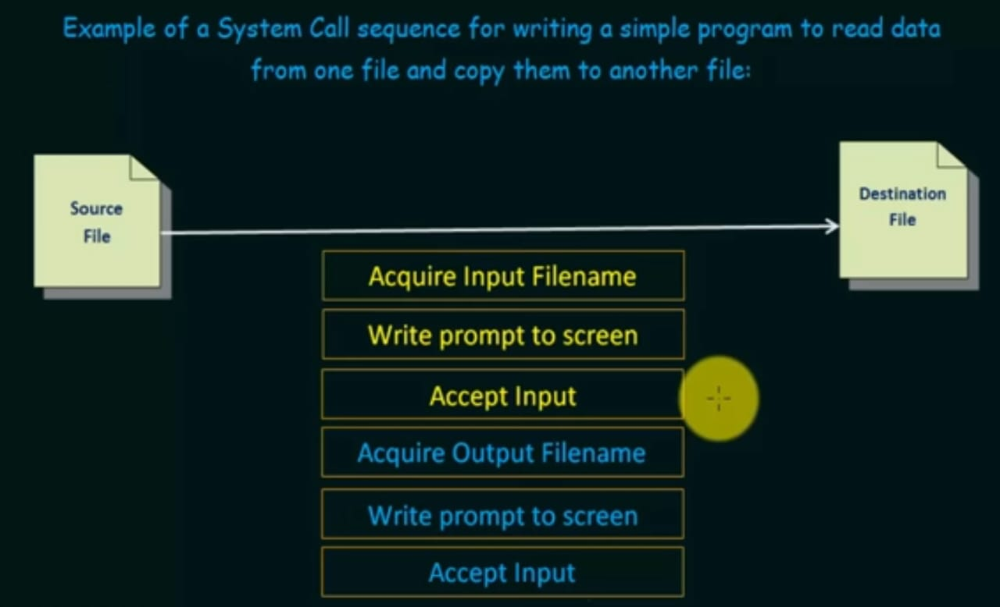 Example of a System Call sequence for writing a simple program to read data
from one file and copy them to another file:
Source
File
Destination
File
Acquire Input Filename
Write prompt to screen
Accept Input
Acquire Output Filename
Write prompt to screen
Accept Input